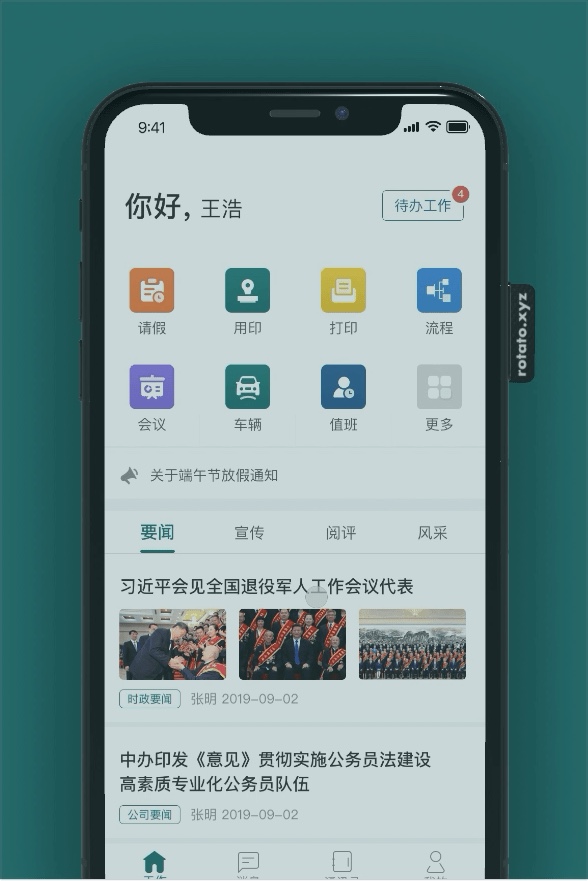 9:41
你好, 王浩
待办工作
4
请假 用印 打印 流程
rotato.xyz
会议 车辆 值班 更多
关于端午节放假通知
要闻 宣传 阅评 风采
习近平会见全国退役军人工作会议代表
时政要闻 张明 2019-09-02
中办印发《意见》贯彻实施公务员法建设
高素质专业化公务员队伍
公司要闻 张明 2019-09-02